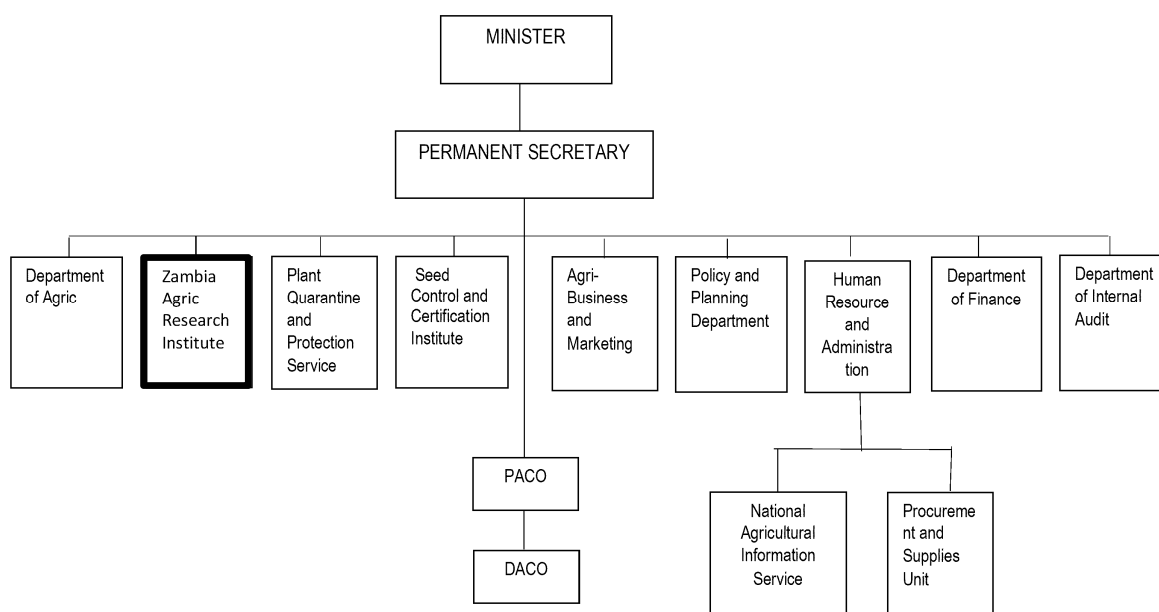 MINISTER
PERMANENT SECRETARY
Department
of Agric
Zambia
Agric
Research
Institute
Plant
Quarantine
and
Protection
Service
Seed
Control and
Certification
Institute
Agri-
Business
and
Marketing
Policy and
Planning
Department
Human
Resource
and
Administra
tion
Department
of Finance
Department
of Internal
Audit
PACO
DACO
National
Agricultural
Information
Service
Procureme
nt and
Supplies
Unit